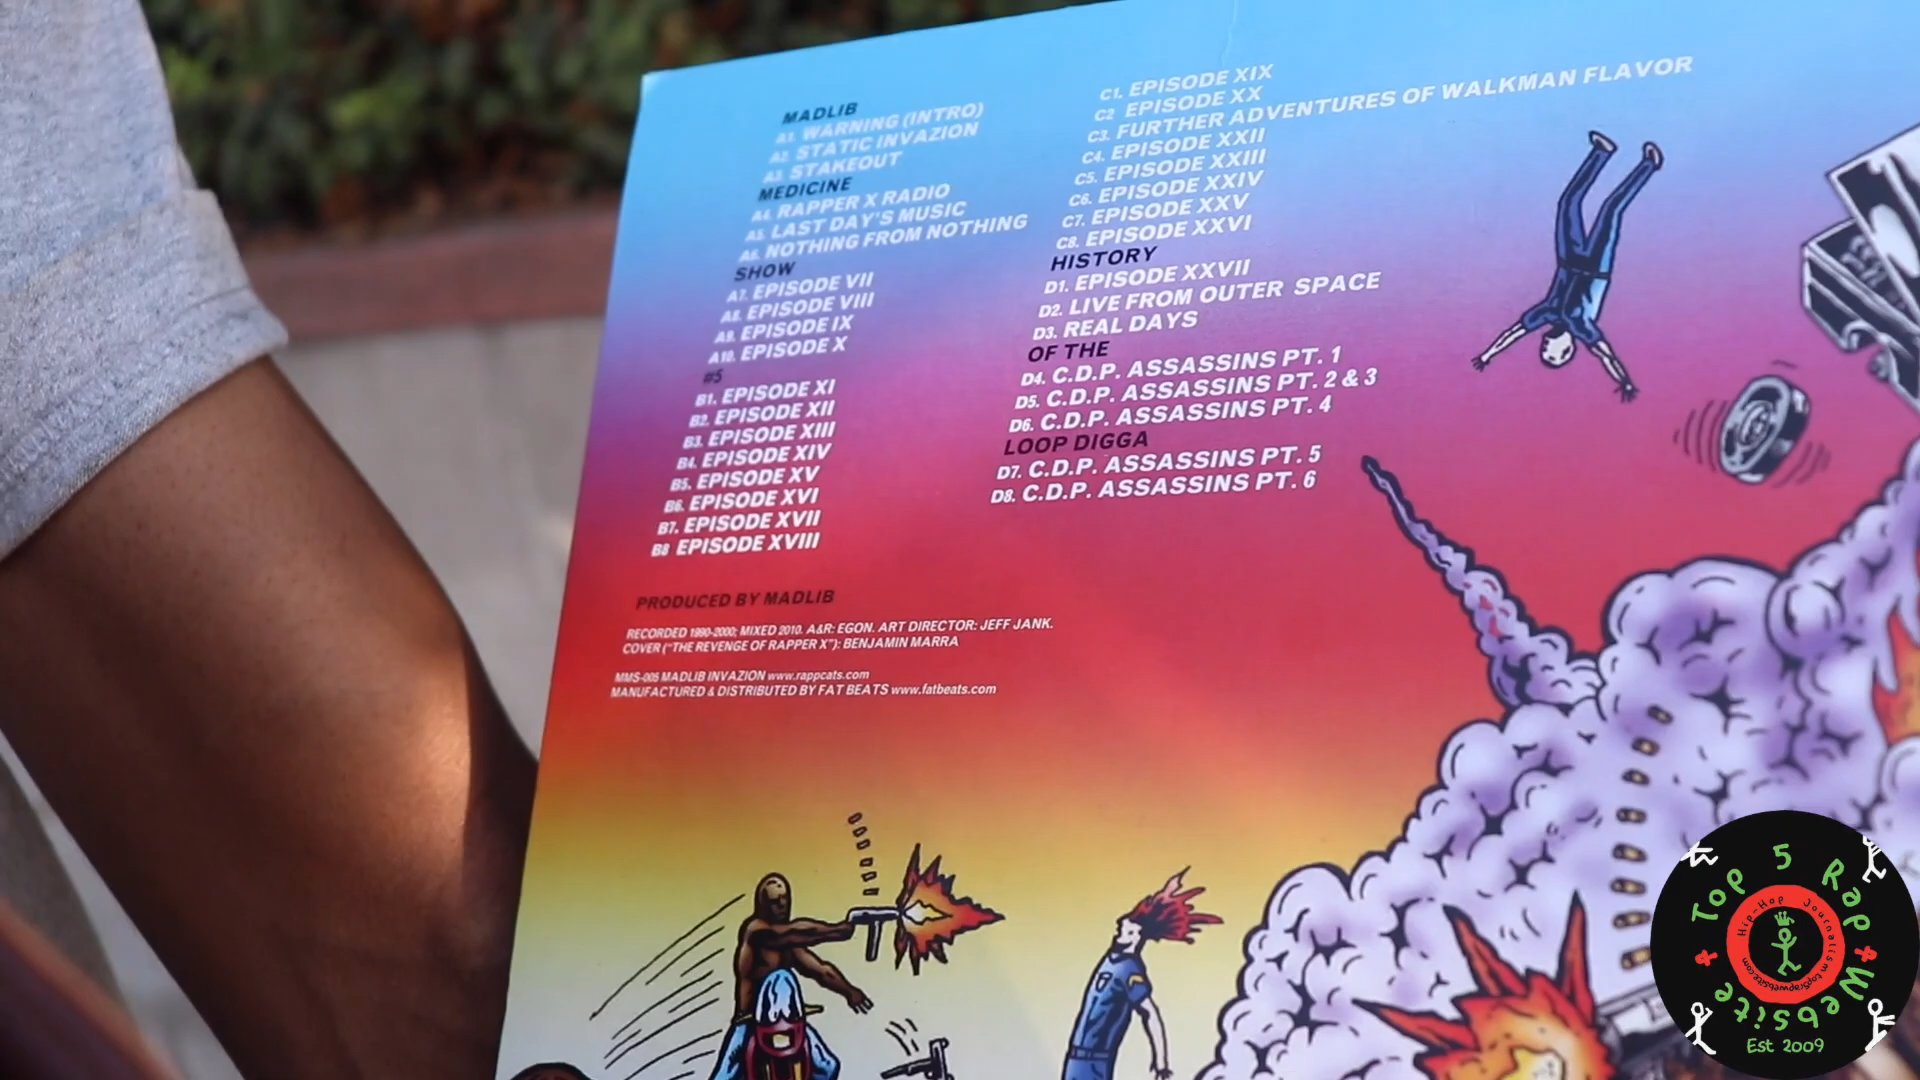 MADLIB
A1. WARNING (INTRO)
A2. STATIC INVAZION
A3. STAKEOUT
MEDICINE
A4. RAPPER X RADIO
A5. LAST DAY'S MUSIC
A6. NOTHING FROM NOTHING
SHOW
A7. EPISODE VII
A8. EPISODE VIII
A9. EPISODE IX
A10. EPISODE X
#5
B1. EPISODE XI
B2. EPISODE XII
B3. EPISODE XIII
B4. EPISODE XIV
B5. EPISODE XV
B6. EPISODE XVI
B7. EPISODE XVII
B8 EPISODE XVIII
C1. EPISODE XIX
C2 EPISODE XX
C3. FURTHER ADVENTURES OF WALKMAN FLAVOR
C4. EPISODE XXII
C5. EPISODE XXIII
C6. EPISODE XXIV
C7. EPISODE XXV
C8. EPISODE XXVI
HISTORY
D1. EPISODE XXVII
D2. LIVE FROM OUTER SPACE
D3. REAL DAYS
OF THE
D4. C.D.P. ASSASSINS PT. 1
D5. C.D.P. ASSASSINS PT. 2 & 3
D6. C.D.P. ASSASSINS PT. 4
LOOP DIGGA
D7. C.D.P. ASSASSINS PT. 5
D8. C.D.P. ASSASSINS PT. 6
PRODUCED BY MADLIB
RECORDED 1990-2000; MIXED 2010. A&R: EGON. ART DIRECTOR: JEFF JANK.
COVER ("THE REVENGE OF RAPPER X"): BENJAMIN MARRA
MMS-005 MADLIB INVAZION www.rappcats.com
MANUFACTURED & DISTRIBUTED BY FAT BEATS www.fatbeats.com
Top 5 Rap Website
Hip-Hop Journalism
top5rapwebsite.com
Est 2009